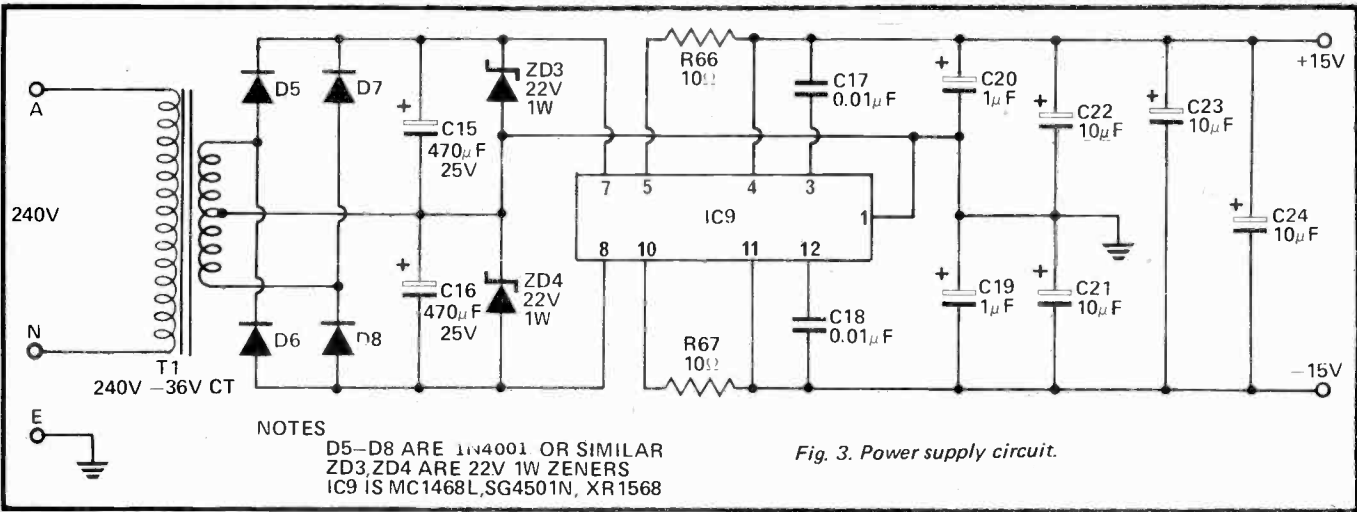 A
240V
N
T1
240V –36V CT
E
D5
D7
D6
D8
+
C15
470µF
25V
+
C16
470µF
25V
ZD3
22V
1W
ZD4
22V
1W
R66
10Ω
C17
0.01µF
7
5
4
3
IC9
1
8
10
11
12
C18
0.01µF
R67
10Ω
+
C20
1µF
+
C22
10µF
+
C23
10µF
+
C24
10µF
+
C19
1µF
+
C21
10µF
+15V
–15V
NOTES
D5–D8 ARE 1N4001 OR SIMILAR
ZD3,ZD4 ARE 22V 1W ZENERS
IC9 IS MC1468L,SG4501N, XR1568
Fig. 3. Power supply circuit.